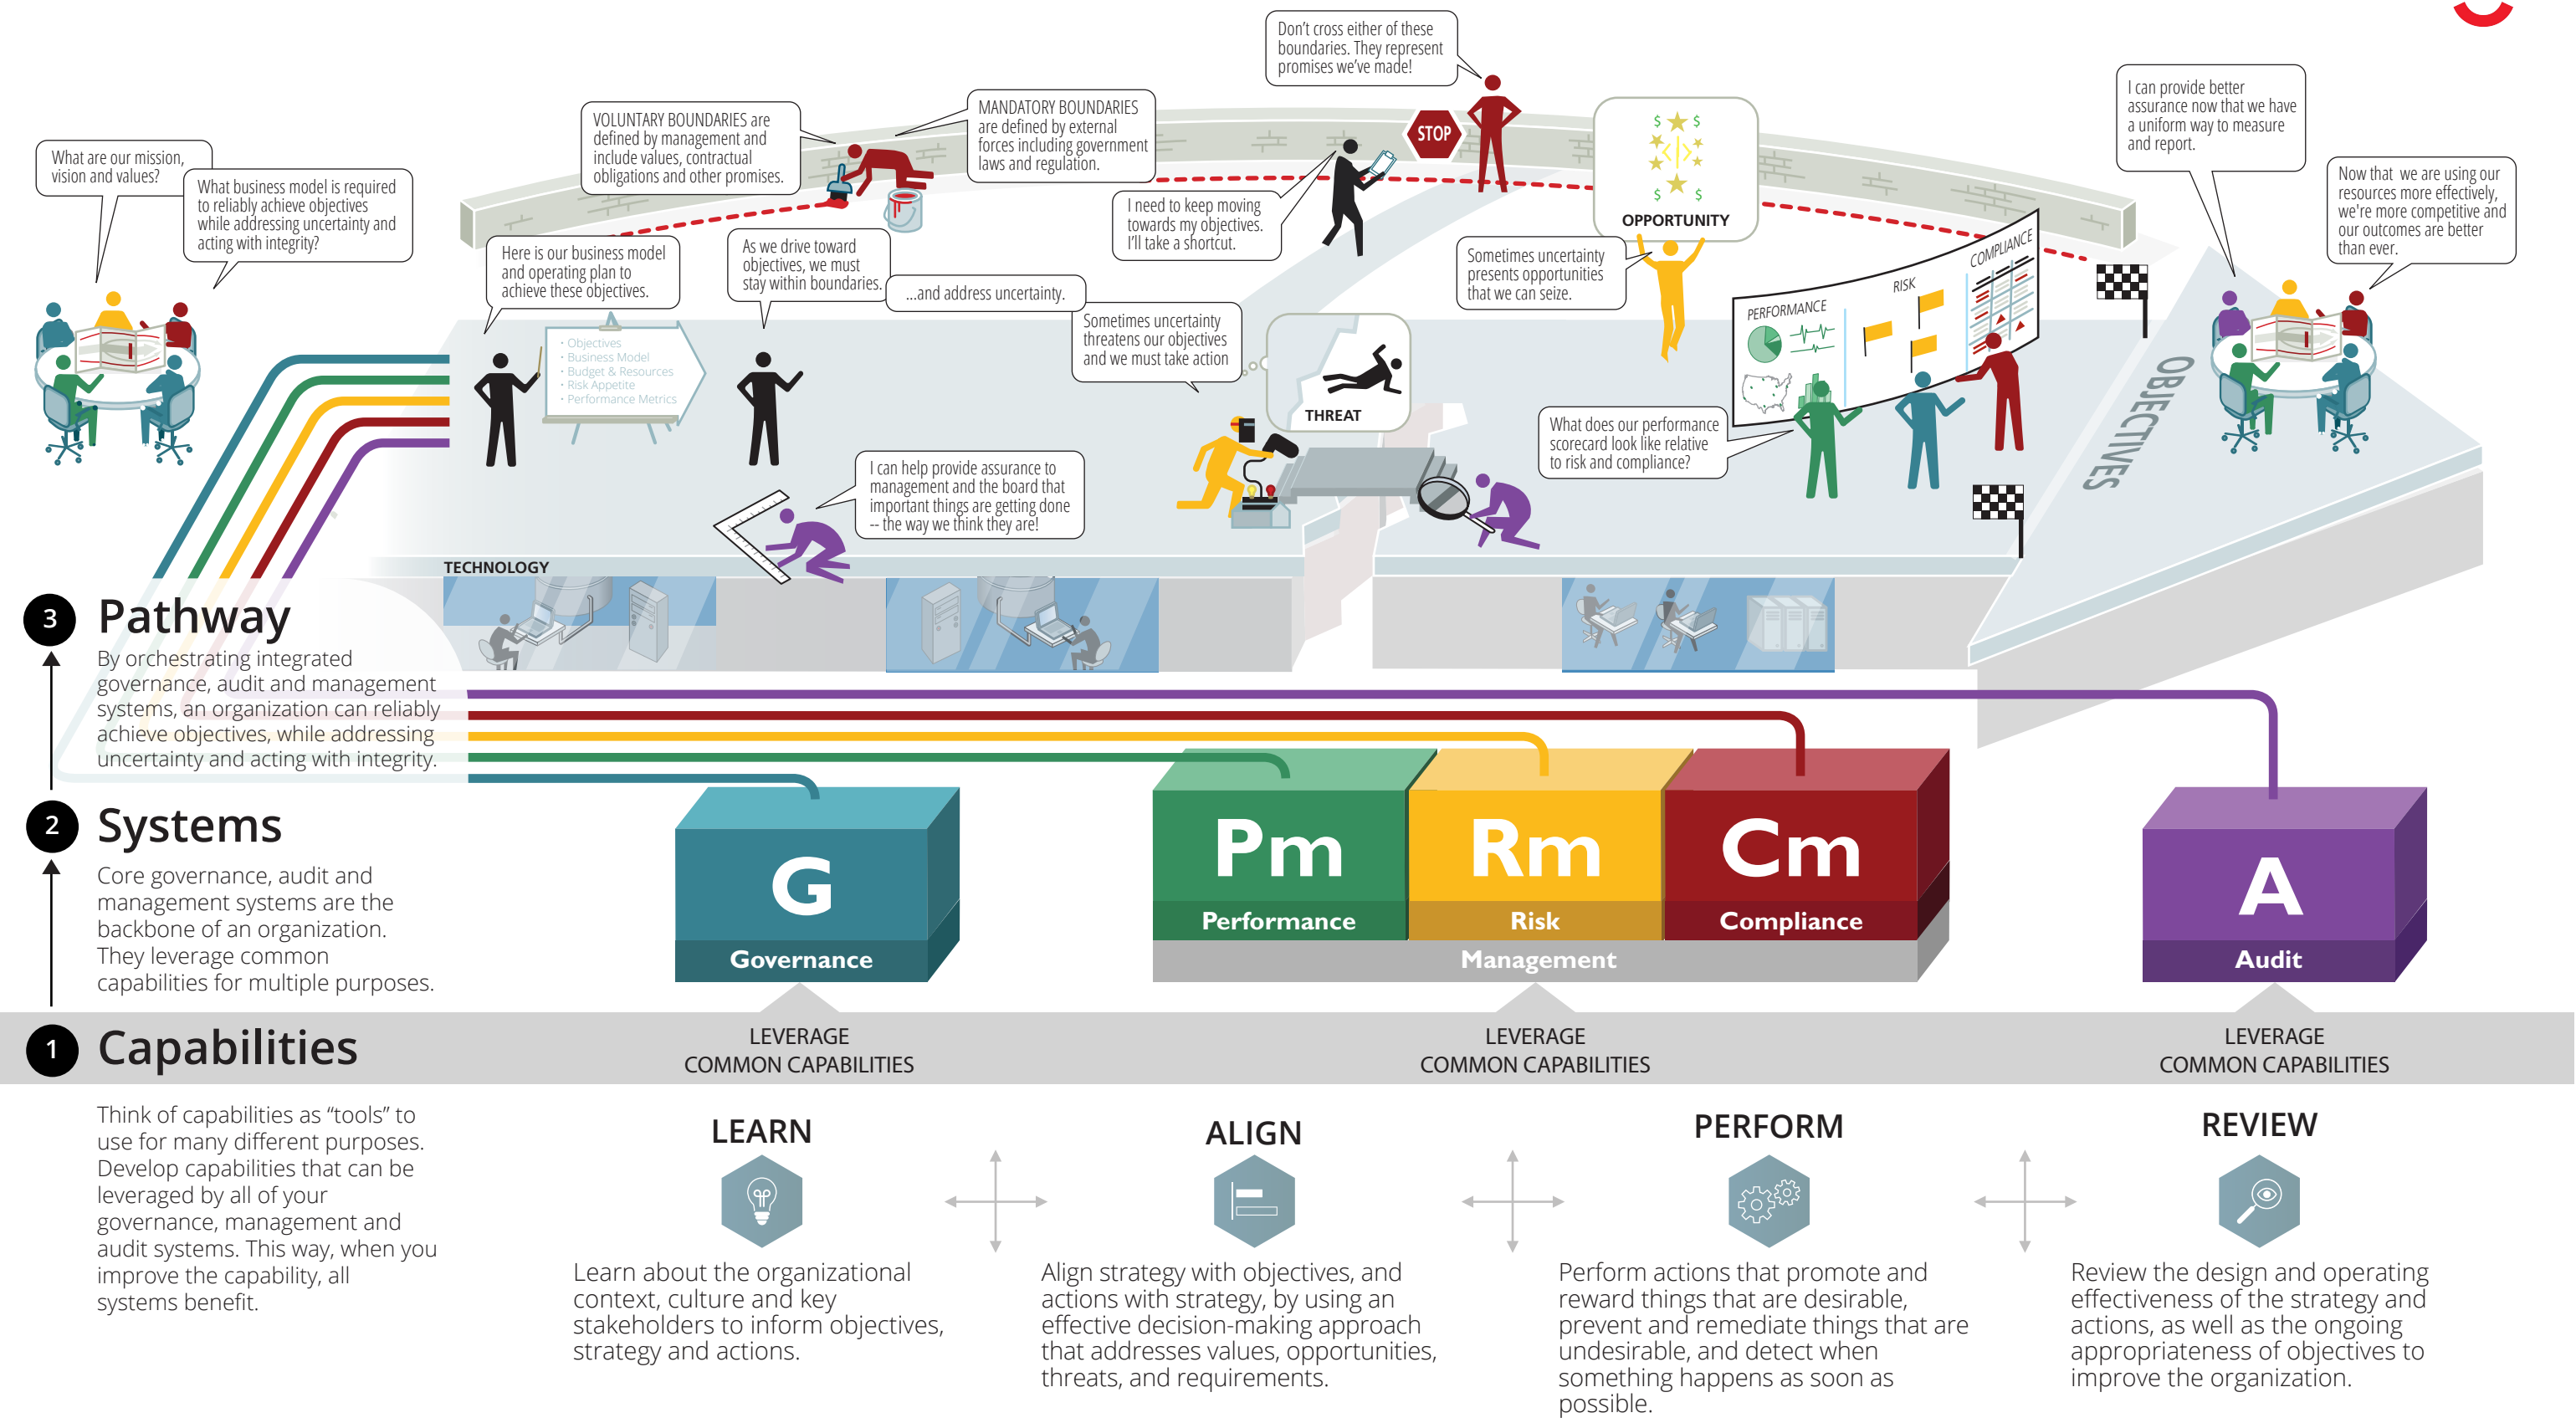 Don't cross either of these
boundaries. They represent
promises we've made!
I can provide better
assurance now that we have
a uniform way to measure
and report.
VOLUNTARY BOUNDARIES are
defined by management and
include values, contractual
obligations and other promises.
MANDATORY BOUNDARIES
are defined by external
forces including government
laws and regulation.
STOP
$ $
$ $
OPPORTUNITY
What are our mission,
vision and values?
What business model is required
to reliably achieve objectives
while addressing uncertainty and
acting with integrity?
Now that we are using our
resources more effectively,
we're more competitive and
our outcomes are better
than ever.
I need to keep moving
towards my objectives.
I'll take a shortcut.
Here is our business model
and operating plan to
achieve these objectives.
As we drive toward
objectives, we must
stay within boundaries.
...and address uncertainty.
Sometimes uncertainty
presents opportunities
that we can seize.
Sometimes uncertainty
threatens our objectives
and we must take action
PERFORMANCE
RISK
COMPLIANCE
• Objectives
• Business Model
• Budget & Resources
• Risk Appetite
• Performance Metrics
THREAT
OBJECTIVES
What does our performance
scorecard look like relative
to risk and compliance?
I can help provide assurance to
management and the board that
important things are getting done
-- the way we think they are!
TECHNOLOGY
3 Pathway
By orchestrating integrated
governance, audit and management
systems, an organization can reliably
achieve objectives, while addressing
uncertainty and acting with integrity.
2 Systems
Core governance, audit and
management systems are the
backbone of an organization.
They leverage common
capabilities for multiple purposes.
G
Governance
Pm
Performance
Rm
Risk
Cm
Compliance
Management
A
Audit
1 Capabilities
LEVERAGE
COMMON CAPABILITIES
LEVERAGE
COMMON CAPABILITIES
LEVERAGE
COMMON CAPABILITIES
Think of capabilities as “tools” to
use for many different purposes.
Develop capabilities that can be
leveraged by all of your
governance, management and
audit systems. This way, when you
improve the capability, all
systems benefit.
LEARN
Learn about the organizational
context, culture and key
stakeholders to inform objectives,
strategy and actions.
ALIGN
Align strategy with objectives, and
actions with strategy, by using an
effective decision-making approach
that addresses values, opportunities,
threats, and requirements.
PERFORM
Perform actions that promote and
reward things that are desirable,
prevent and remediate things that are
undesirable, and detect when
something happens as soon as
possible.
REVIEW
Review the design and operating
effectiveness of the strategy and
actions, as well as the ongoing
appropriateness of objectives to
improve the organization.